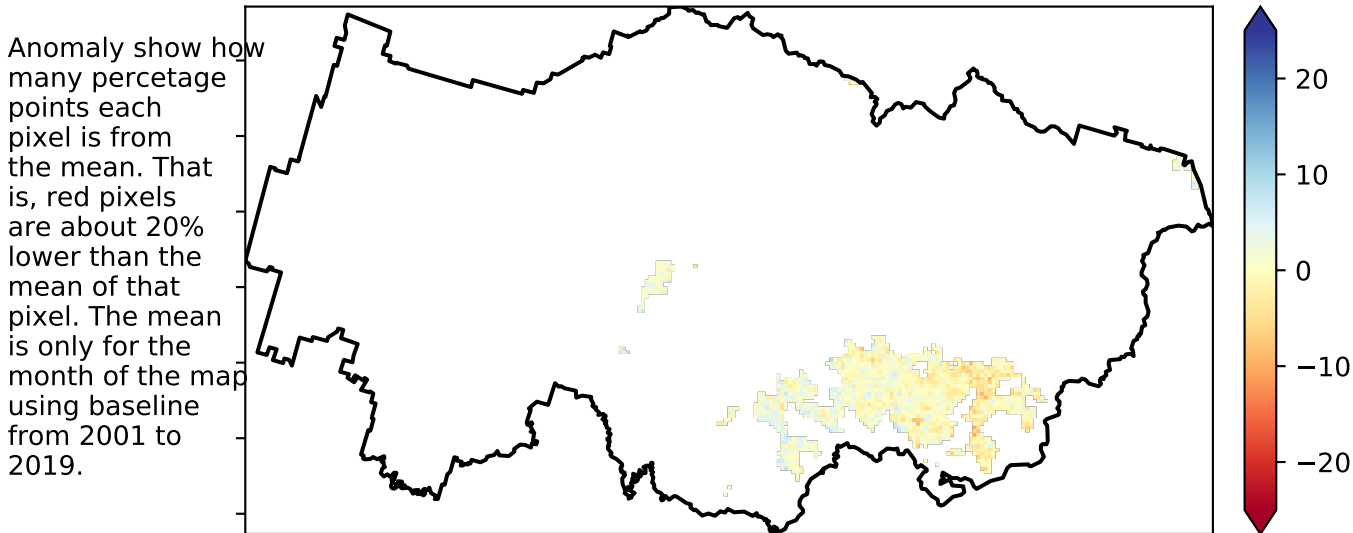 Anomaly show how
many percetage
points each
pixel is from
the mean. That
is, red pixels
are about 20%
lower than the
mean of that
pixel. The mean
is only for the
month of the map
using baseline
from 2001 to
2019.
20
10
0
−10
−20